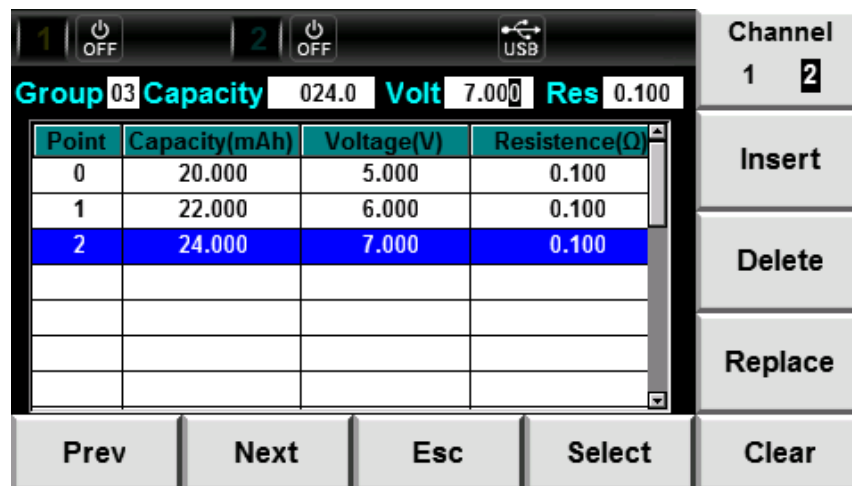 1 OFF 2 OFF USB
Channel
1 2
Group 03 Capacity 024.0 Volt 7.000 Res 0.100
Point Capacity(mAh) Voltage(V) Resistence(Ω)
0 20.000 5.000 0.100
1 22.000 6.000 0.100
2 24.000 7.000 0.100
Insert
Delete
Replace
Prev Next Esc Select Clear